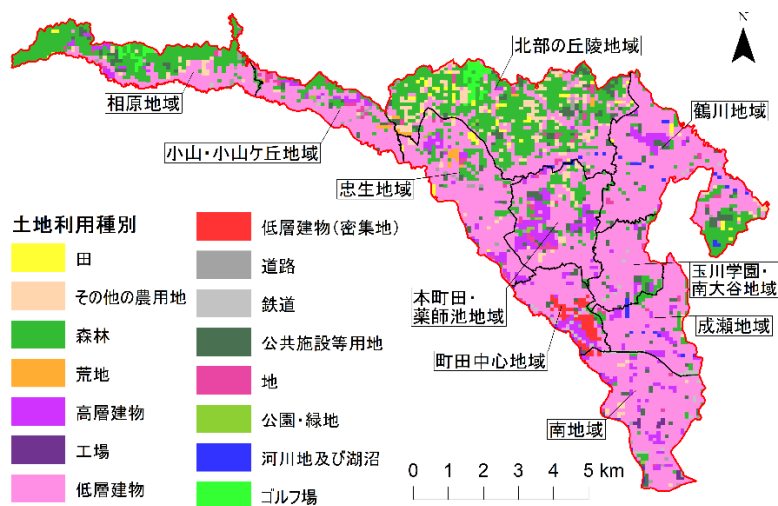 N
北部の丘陵地域
鶴川地域
相原地域
小山・小山ケ丘地域
忠生地域
土地利用種別
田
その他の農用地
森林
荒地
高層建物
工場
低層建物
低層建物(密集地)
道路
鉄道
公共施設等用地
地
公園・緑地
河川地及び湖沼
ゴルフ場
本町田・
薬師池地域
町田中心地域
玉川学園・
南大谷地域
成瀬地域
南地域
0 1 2 3 4 5 km